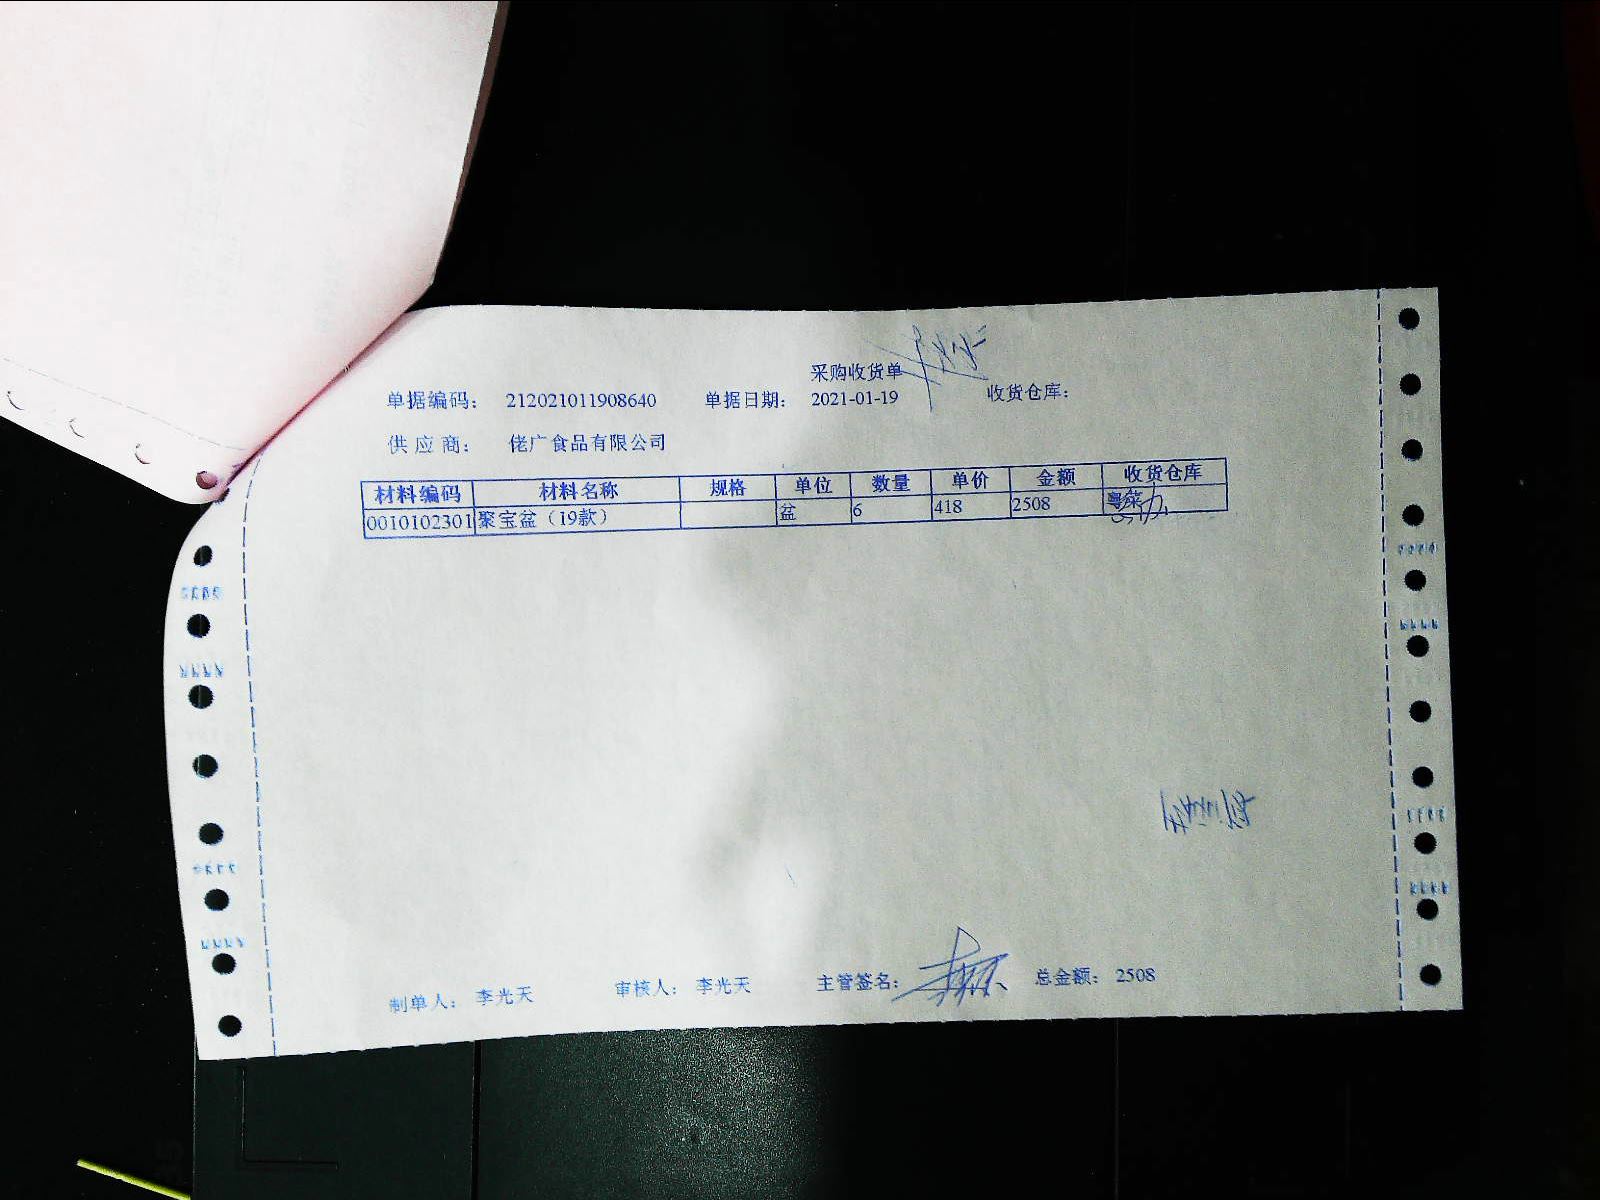 采购收货单
单据编码： 212021011908640 单据日期： 2021-01-19 收货仓库：
供 应 商： 佬广食品有限公司
材料编码 材料名称 规格 单位 数量 单价 金额 收货仓库
0010102301 聚宝盆（19款） 盆 6 418 2508
制单人： 李光天 审核人： 李光天 主管签名： 总金额： 2508